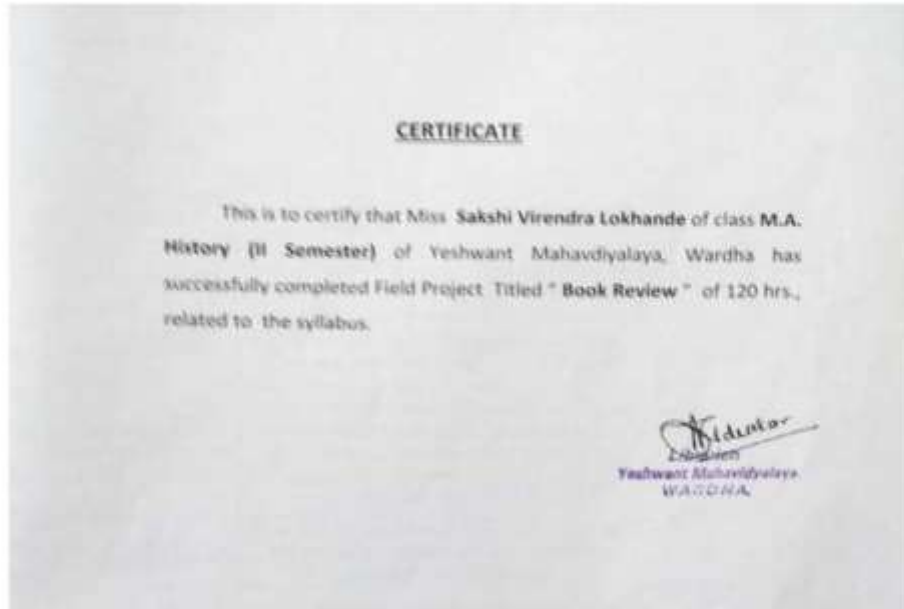 CERTIFICATE
This is to certify that Miss Sakshi Virendra Lokhande of class M.A.
History (II Semester) of Yeshwant Mahavdiyalaya, Wardha has
successfully completed Field Project Titled " Book Review " of 120 hrs.,
related to the syllabus.
Librarian
Yeshwant Mahavidyalaya
WARDHA,